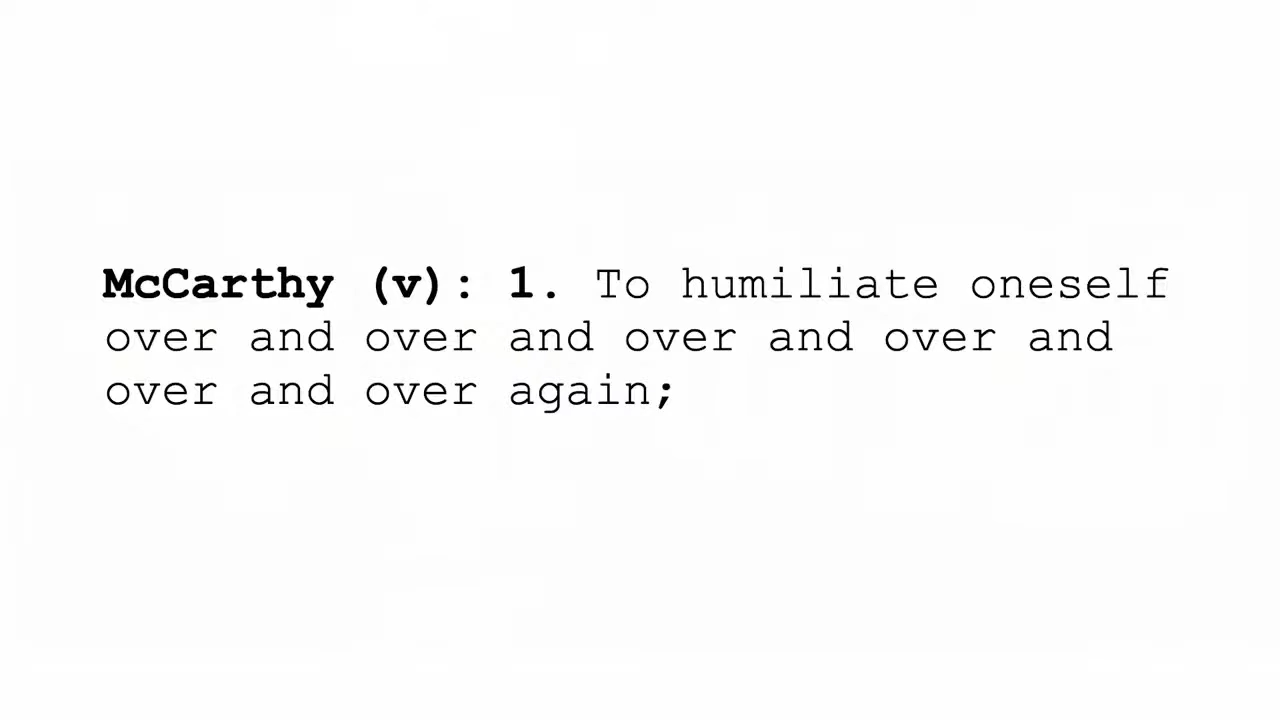 McCarthy (v): 1. To humiliate oneself
over and over and over and over and
over and over again;